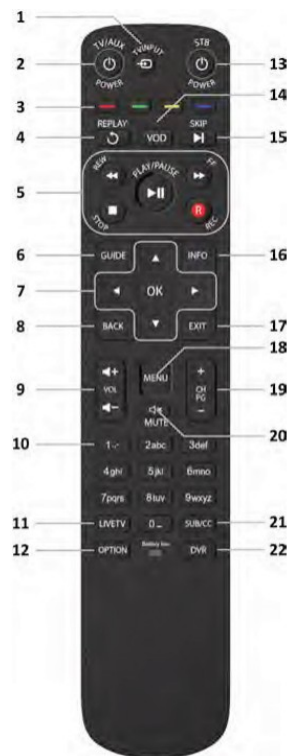 1
TV/AUX
TVINPUT
STB
2
13
POWER
POWER
14
3
REPLAY
SKIP
4
VOD
15
REW
PLAY/PAUSE
FF
5
STOP
R
REC
6
GUIDE
INFO
16
7
OK
8
BACK
EXIT
17
18
+
MENU
+
9
VOL
CH
PG
19
-
-
MUTE
20
10
1
2abc
3def
4ghi
5jkl
6mno
7pqrs
8tuv
9wxyz
11
LIVETV
0
SUB/CC
21
12
OPTION
DVR
22